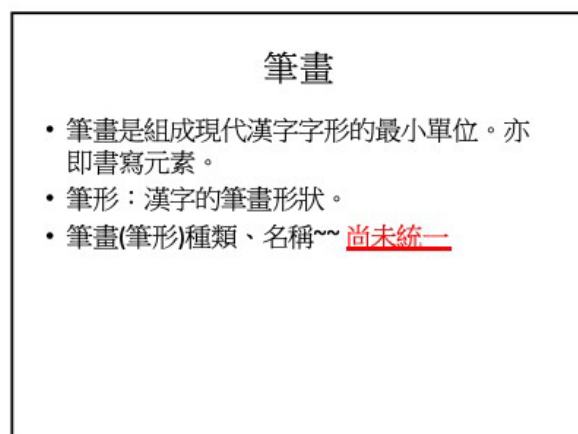 筆畫
• 筆畫是組成現代漢字字形的最小單位。亦
即書寫元素。
• 筆形：漢字的筆畫形狀。
• 筆畫(筆形)種類、名稱~~ 尚未統一